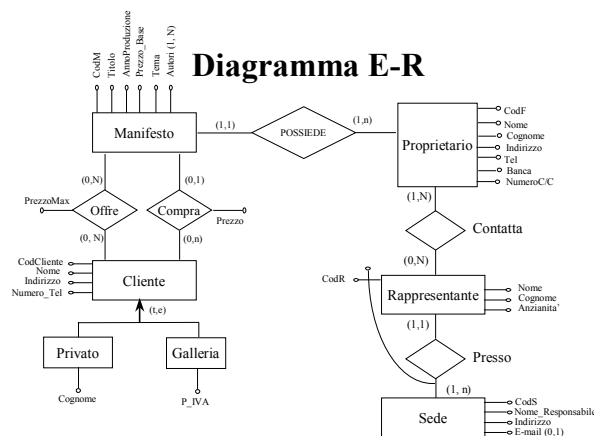 Diagramma E-R
CodM
Titolo
AnnoProduzione
Prezzo_Base
Tema
Autori (1, N)
Manifesto
(1,1)
POSSIEDE
(1,n)
Proprietario
CodF
Nome
Cognome
Indirizzo
Tel
Banca
NumeroC/C
(0,N)
(0,1)
PrezzoMax
Offre
Compra
Prezzo
(0, N)
(0,n)
(1,N)
Contatta
(0,N)
CodCliente
Nome
Indirizzo
Numero_Tel
Cliente
(t,e)
CodR
Rappresentante
Nome
Cognome
Anzianita'
(1,1)
Presso
(1, n)
Privato
Galleria
Cognome
P_IVA
Sede
CodS
Nome_Responsabile
Indirizzo
E-mail (0,1)